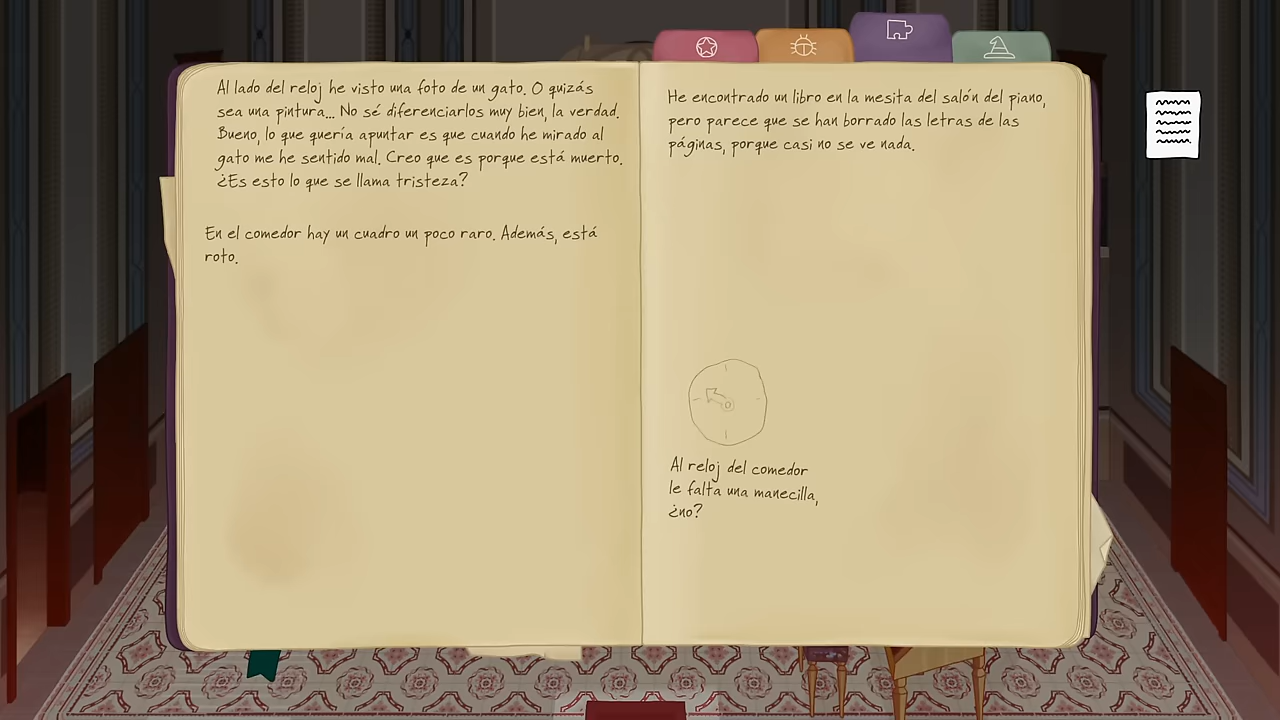 Al lado del reloj he visto una foto de un gato. O quizás
sea una pintura... No sé diferenciarlos muy bien, la verdad.
Bueno, lo que quería apuntar es que cuando he mirado al
gato me he sentido mal. Creo que es porque está muerto.
¿Es esto lo que se llama tristeza?
En el comedor hay un cuadro un poco raro. Además, está
roto.
He encontrado un libro en la mesita del salón del piano,
pero parece que se han borrado las letras de las
páginas, porque casi no se ve nada.
Al reloj del comedor
le falta una manecilla,
¿no?